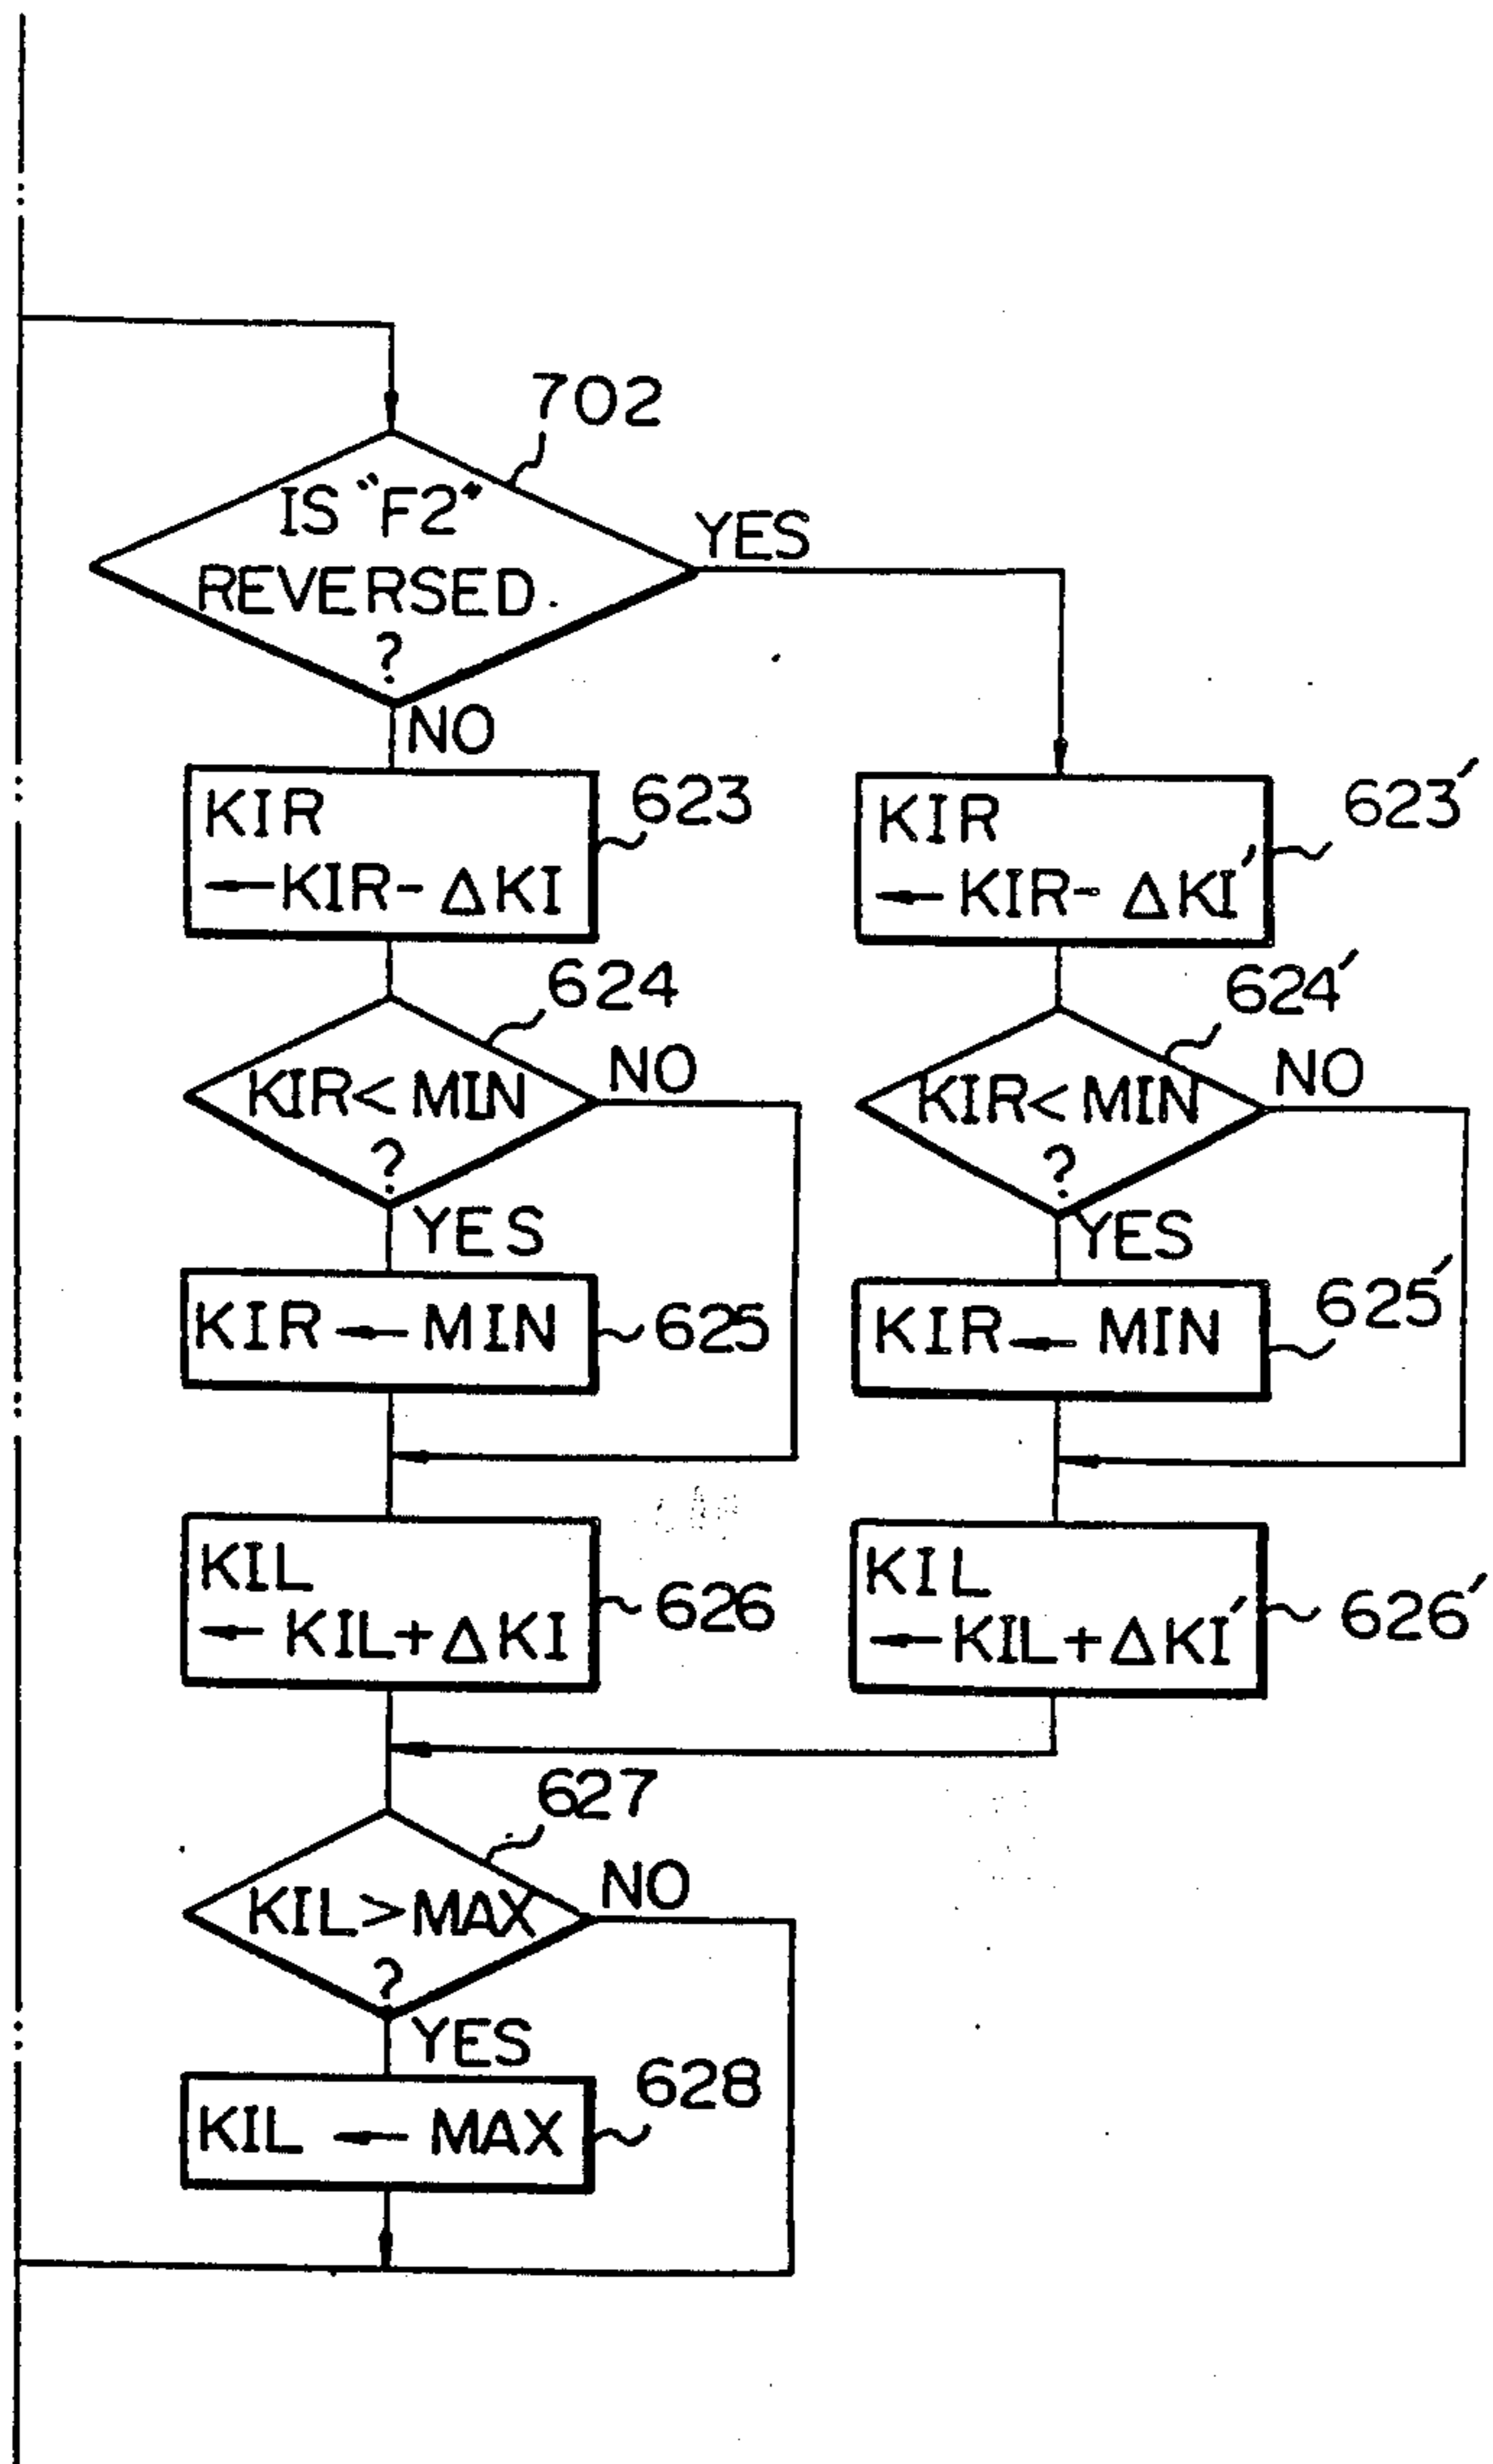 702
IS "F2"
REVERSED
?
YES
NO
KIR
←KIR-ΔKI
623
KIR
←KIR-ΔKI'
623'
624
KIR<MIN
?
NO
YES
624'
KIR<MIN
?
NO
YES
KIR←MIN
625
KIR←MIN
625'
KIL
←KIL+ΔKI
626
KIL
←KIL+ΔKI'
626'
627
KIL>MAX
?
NO
YES
KIL←MAX
628